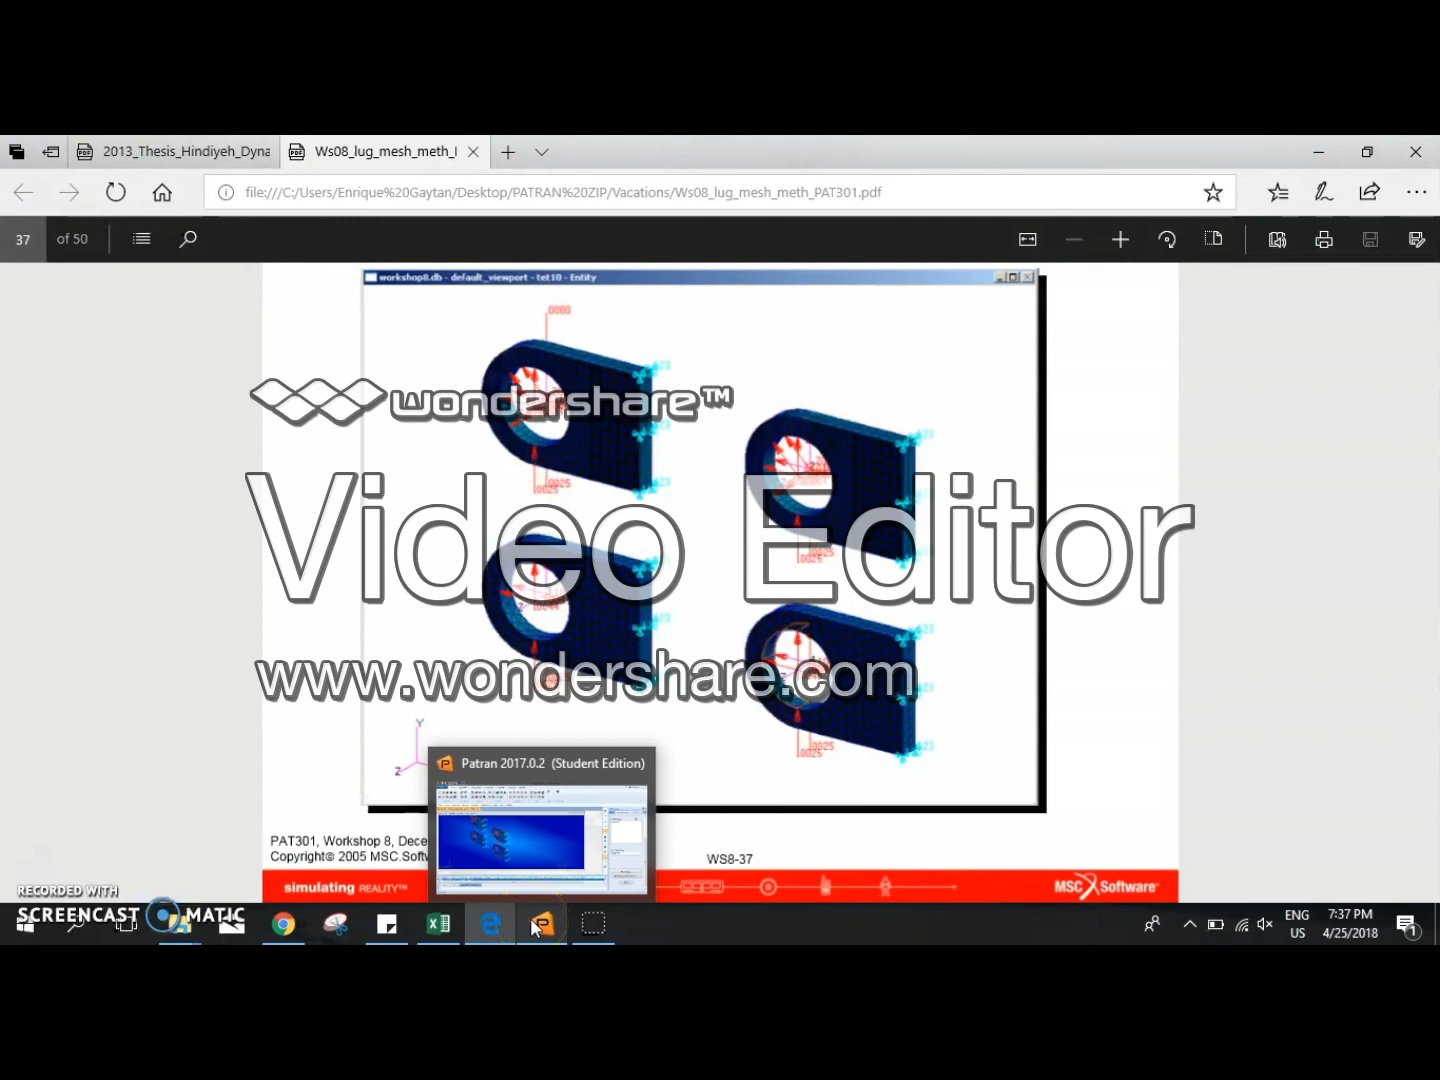 2013_Thesis_Hindiyeh_Dyna
Ws08_lug_mesh_meth_I
file:///C:/Users/Enrique%20Gaytan/Desktop/PATRAN%20ZIP/Vacations/Ws08_lug_mesh_meth_PAT301.pdf
37 of 50
workshop8.db - default_viewport - tet10 - Entity
.0000
wondershare™
Video Editor
www.wondershare.com
Y
Z
Patran 2017.0.2 (Student Edition)
PAT301, Workshop 8, Dece
Copyright© 2005 MSC.Softw
WS8-37
simulating REALITY™
MSC Software
RECORDED WITH
SCREENCAST MATIC
ENG
US
7:37 PM
4/25/2018
1